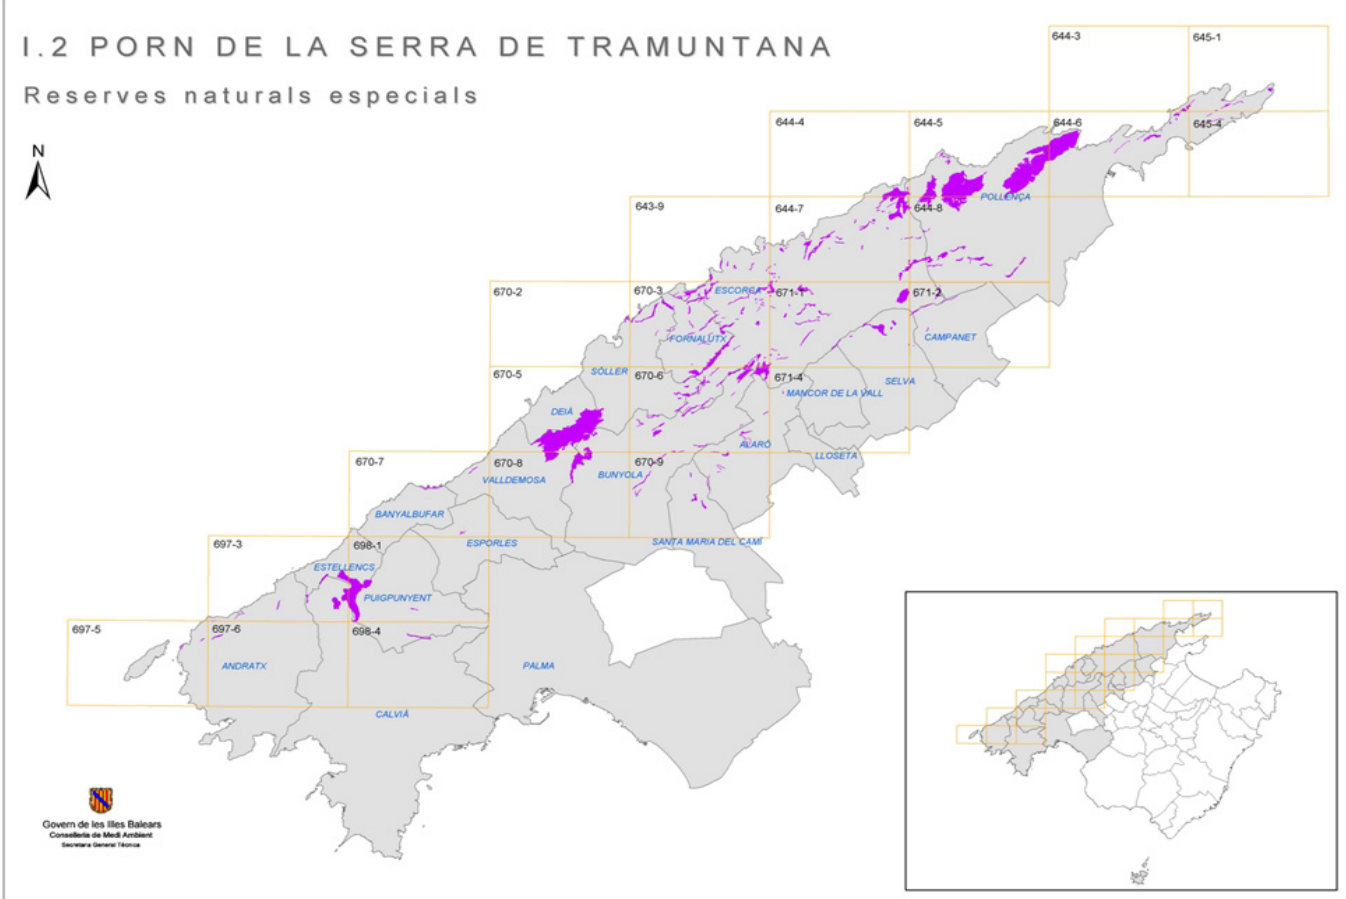 I.2 PORN DE LA SERRA DE TRAMUNTANA
Reserves naturals especials
N
644-3
645-1
644-4
644-5
644-6
645-4
POLLENÇA
643-9
644-7
644-8
670-2
670-3
ESCORCA
671-1
671-2
FORNALUTX
CAMPANET
670-5
SÓLLER
670-6
671-4
SELVA
MANCOR DE LA VALL
DEIÀ
ALARÓ
LLOSETA
670-7
670-8
670-9
VALLDEMOSA
BUNYOLA
BANYALBUFAR
697-3
698-1
ESPORLES
SANTA MARIA DEL CAMÍ
ESTELLENCS
PUIGPUNYENT
697-5
697-6
698-4
ANDRATX
PALMA
CALVIÀ
Govern de les Illes Balears
Conselleria de Medi Ambient
Secretaria General Tècnica